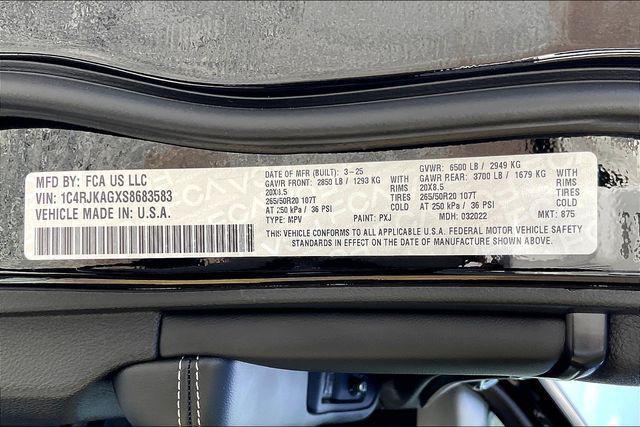 MFD BY: FCA US LLC
VIN: 1C4RJKAGXS8683583
VEHICLE MADE IN: U.S.A.
DATE OF MFR (BUILT): 3-25
GAWR FRONT: 2850 LB / 1293 KG
20X8.5
265/50R20 107T
AT 250 kPa / 36 PSI
TYPE: MPV
WITH
RIMS
TIRES
COLD
PAINT: PXJ
GVWR: 6500 LB / 2949 KG
GAWR REAR: 3700 LB / 1679 KG
20X8.5
265/50R20 107T
AT 250 kPa / 36 PSI
MDH: 032022
WITH
RIMS
TIRES
COLD
MKT: 875
THIS VEHICLE CONFORMS TO ALL APPLICABLE U.S.A. FEDERAL MOTOR VEHICLE SAFETY
STANDARDS IN EFFECT ON THE DATE OF MANUFACTURE SHOWN ABOVE.